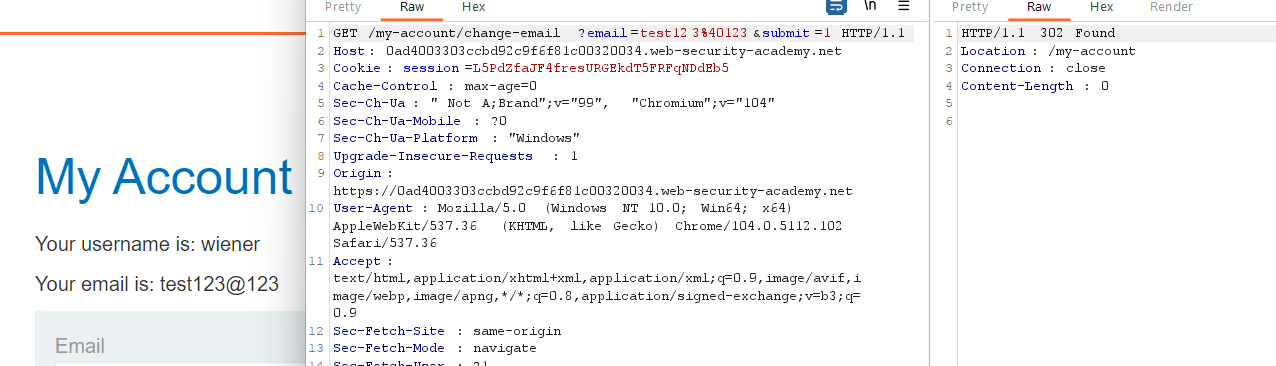 My Account
Your username is: wiener
Your email is: test123@123
Email
Pretty Raw Hex \n
1 GET /my-account/change-email ?email=test123%40123&submit=1 HTTP/1.1
2 Host: 0ad4003303ccbd92c9f6f81c00320034.web-security-academy.net
3 Cookie: session=L5PdZfaJF4fresURGEkdT5FRFqNDdEb5
4 Cache-Control: max-age=0
5 Sec-Ch-Ua: " Not A;Brand";v="99", "Chromium";v="104"
6 Sec-Ch-Ua-Mobile: ?0
7 Sec-Ch-Ua-Platform: "Windows"
8 Upgrade-Insecure-Requests: 1
9 Origin:
https://0ad4003303ccbd92c9f6f81c00320034.web-security-academy.net
10 User-Agent: Mozilla/5.0 (Windows NT 10.0; Win64; x64)
AppleWebKit/537.36 (KHTML, like Gecko) Chrome/104.0.5112.102
Safari/537.36
11 Accept:
text/html,application/xhtml+xml,application/xml;q=0.9,image/avif,i
mage/webp,image/apng,*/*;q=0.8,application/signed-exchange;v=b3;q=
0.9
12 Sec-Fetch-Site: same-origin
13 Sec-Fetch-Mode: navigate
14 Sec-Fetch-User: ?1
Pretty Raw Hex Render
1 HTTP/1.1 302 Found
2 Location: /my-account
3 Connection: close
4 Content-Length: 0
5
6